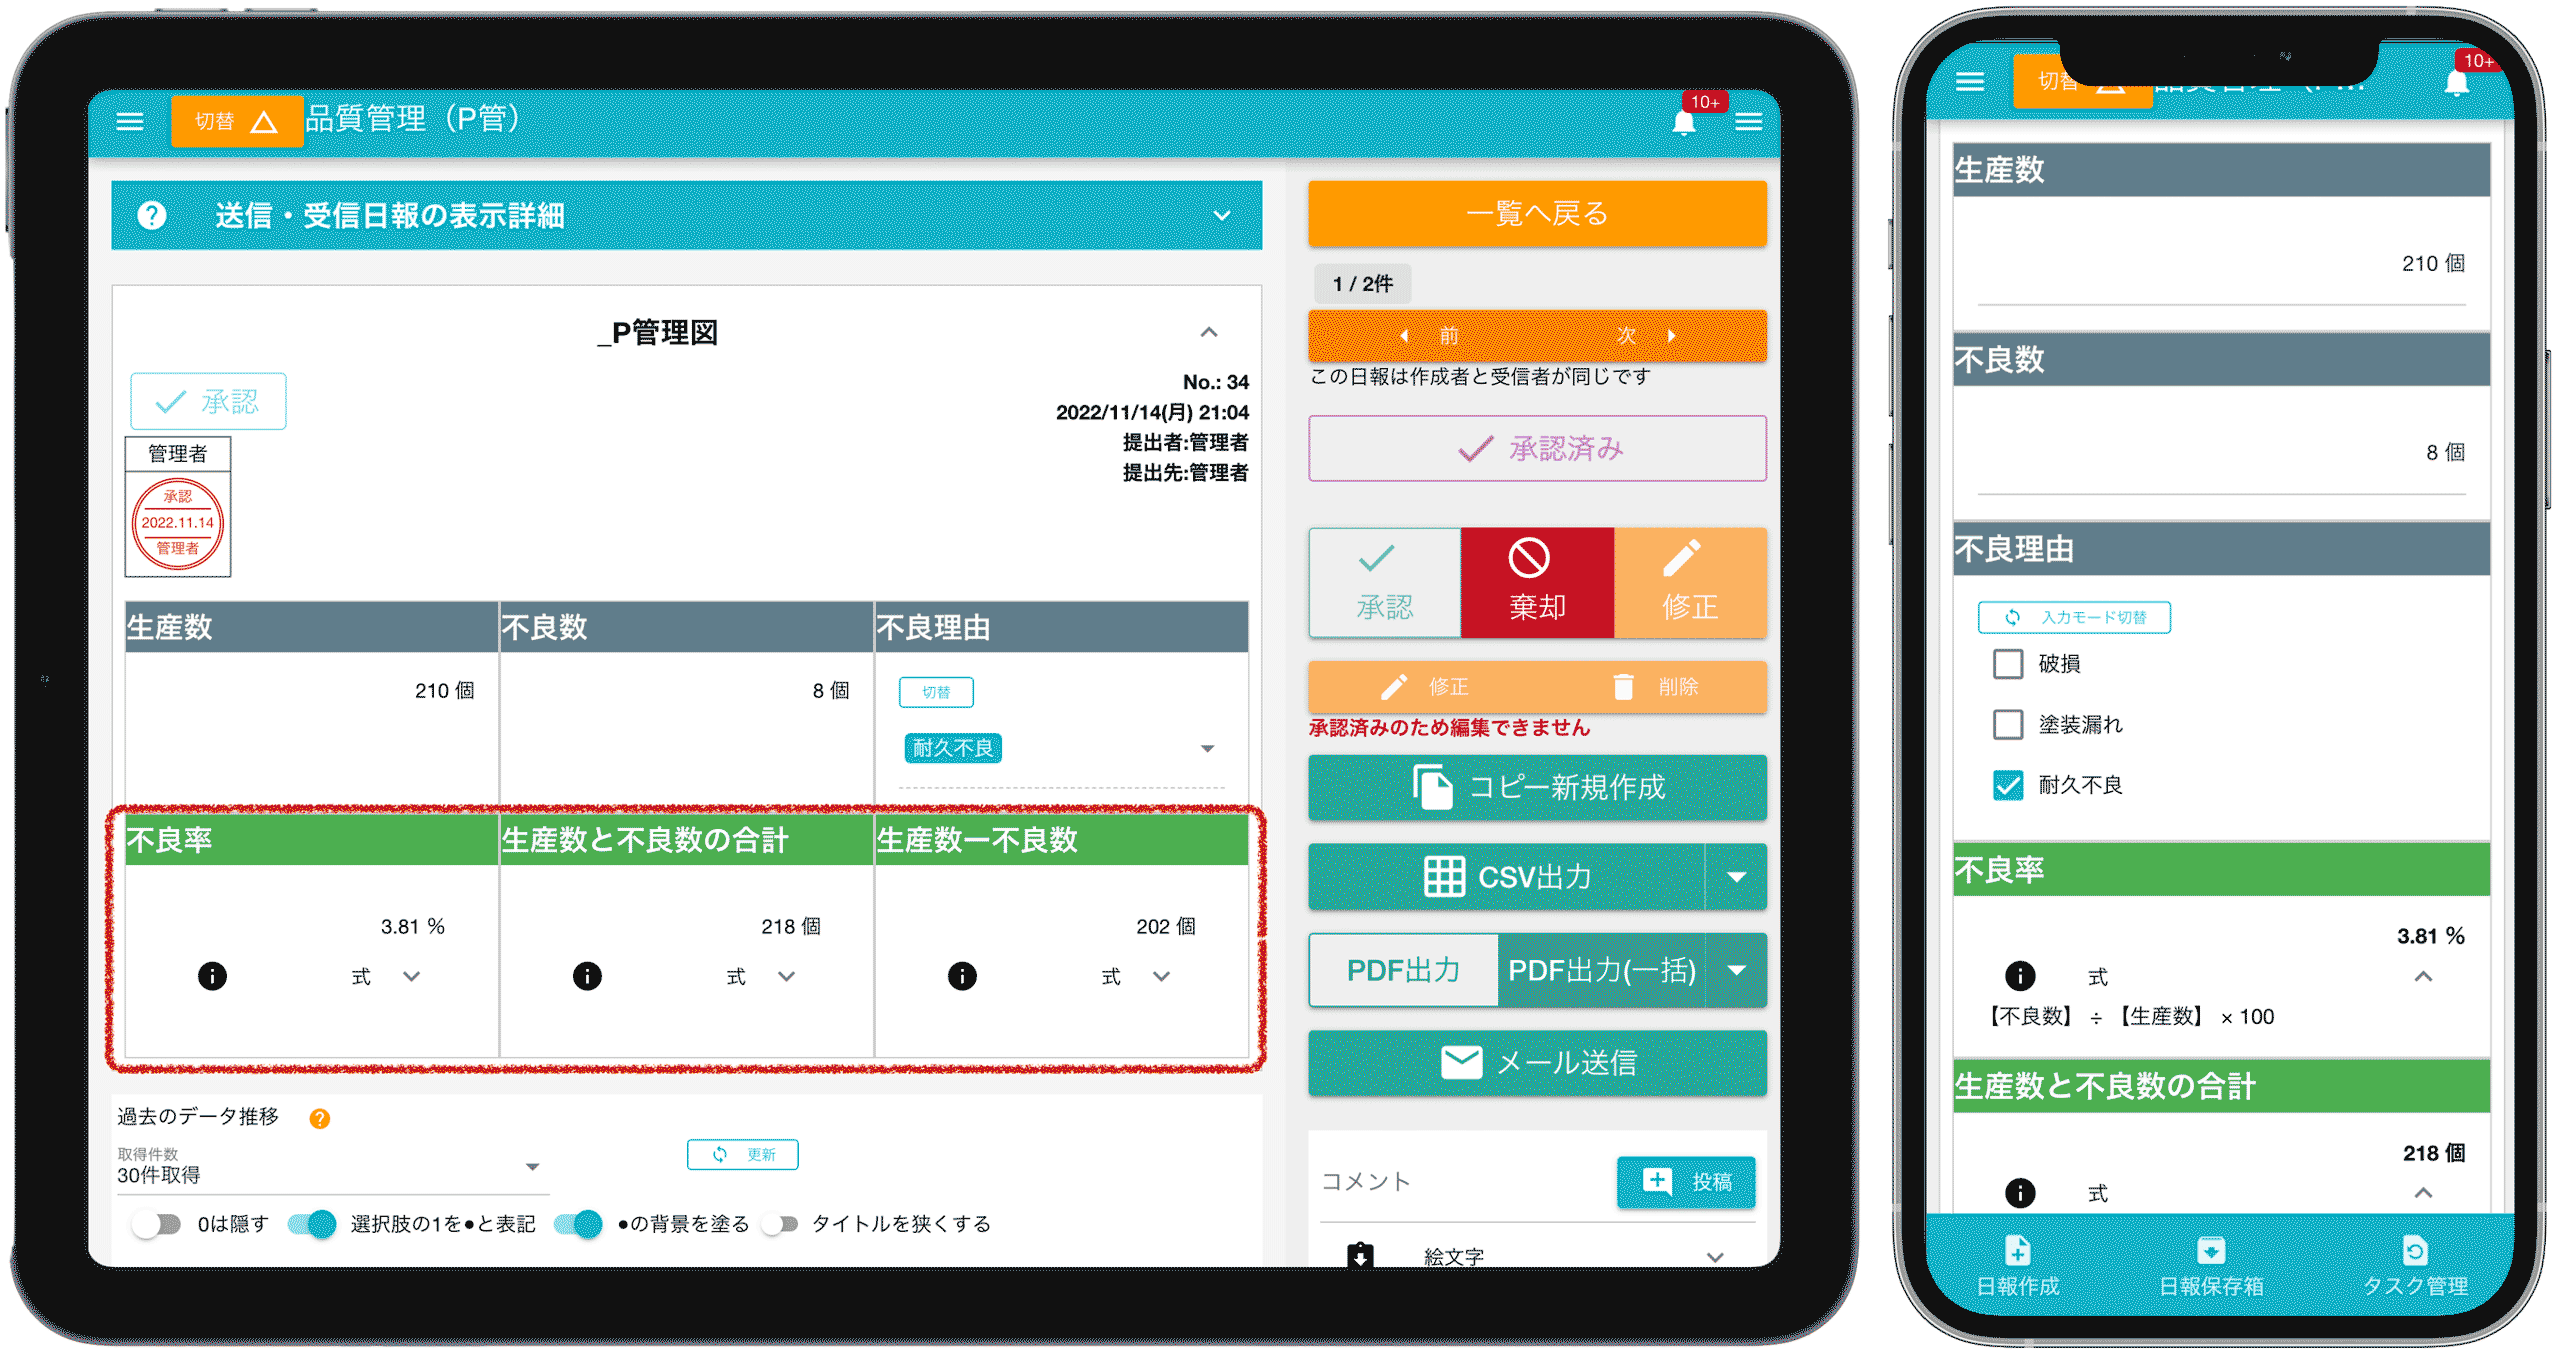 切替
品質管理（P管）
10+
送信・受信日報の表示詳細
_P管理図
承認
No.: 34
2022/11/14(月) 21:04
提出者:管理者
提出先:管理者
管理者
承認
2022.11.14
管理者
生産数 不良数 不良理由
210 個 8 個 切替
耐久不良
不良率 生産数と不良数の合計 生産数ー不良数
3.81 % 218 個 202 個
式 式 式
過去のデータ推移
取得件数
30件取得
更新
0は隠す 選択肢の1を●と表記 ●の背景を塗る タイトルを狭くする
一覧へ戻る
1 / 2件
前 次
この日報は作成者と受信者が同じです
承認済み
承認 棄却 修正
修正 削除
承認済みのため編集できません
コピー新規作成
CSV出力
PDF出力 PDF出力(一括)
メール送信
コメント 投稿
絵文字
切替
10+
生産数
210 個
不良数
8 個
不良理由
入力モード切替
破損
塗装漏れ
耐久不良
不良率
3.81 %
式
【不良数】 ÷ 【生産数】 × 100
生産数と不良数の合計
218 個
式
日報作成 日報保存箱 タスク管理